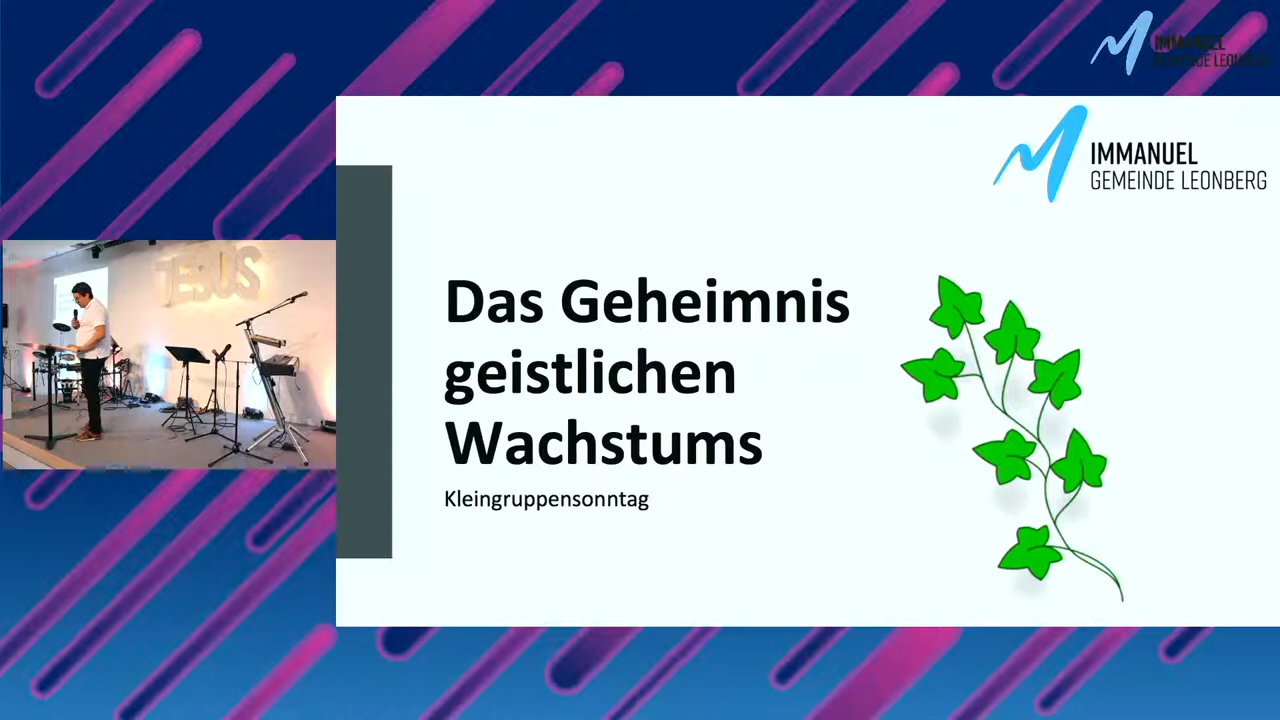 IMMANUEL
GEMEINDE LEONBERG
IMMANUEL
GEMEINDE LEONBERG
JESUS
Das Geheimnis
geistlichen
Wachstums
Kleingruppensonntag